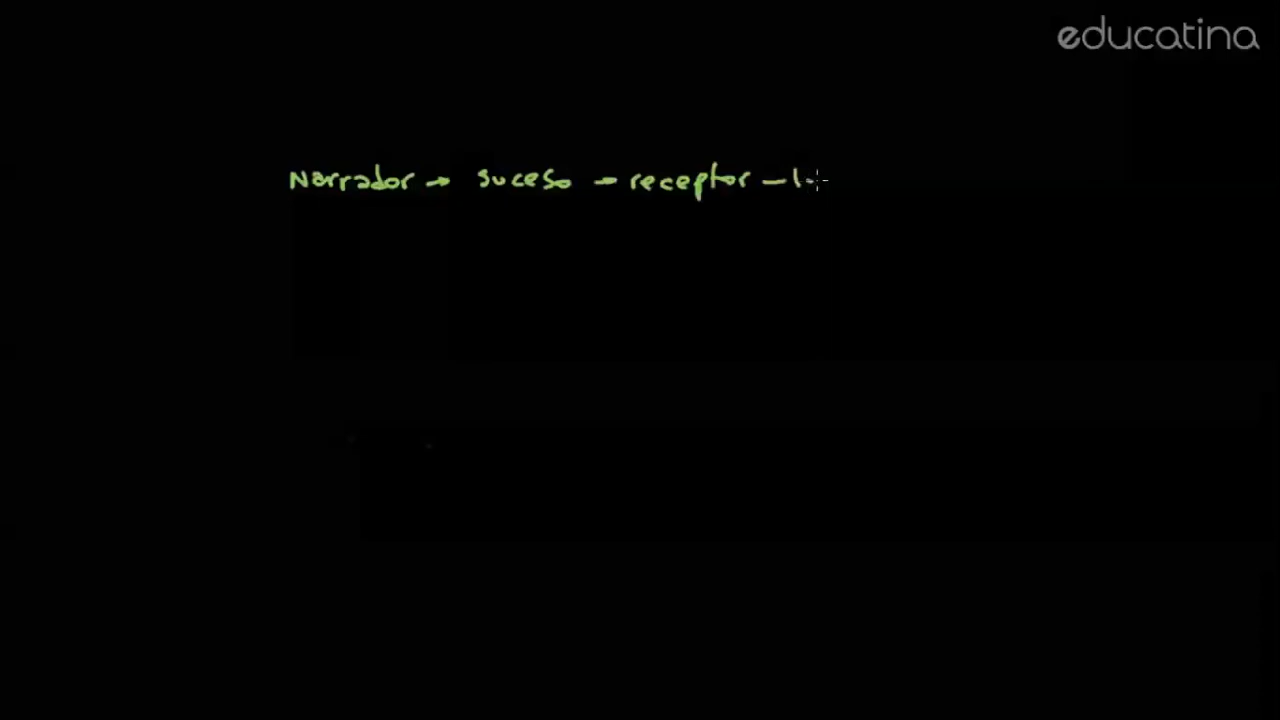 educatina
Narrador → suceso → receptor –